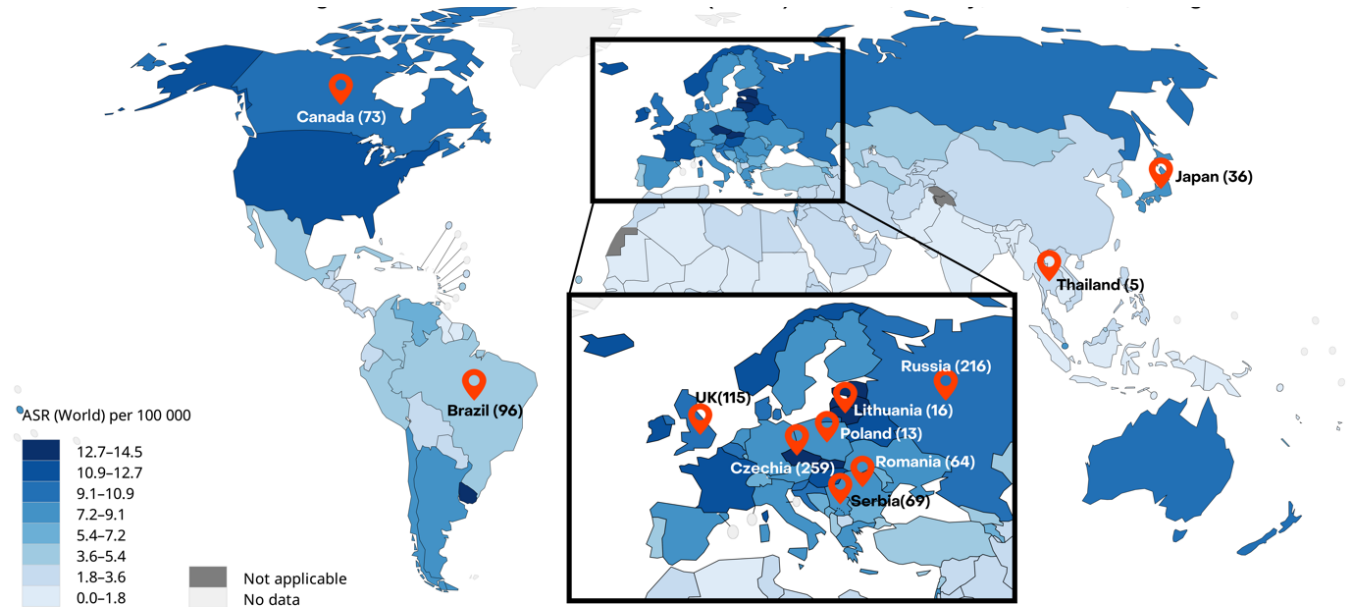 Canada (73)
Japan (36)
Thailand (5)
Brazil (96)
Russia (216)
UK(115)
Lithuania (16)
Poland (13)
Czechia (259)
Romania (64)
Serbia(69)
ASR (World) per 100 000
12.7–14.5
10.9–12.7
9.1–10.9
7.2–9.1
5.4–7.2
3.6–5.4
1.8–3.6
0.0–1.8
Not applicable
No data